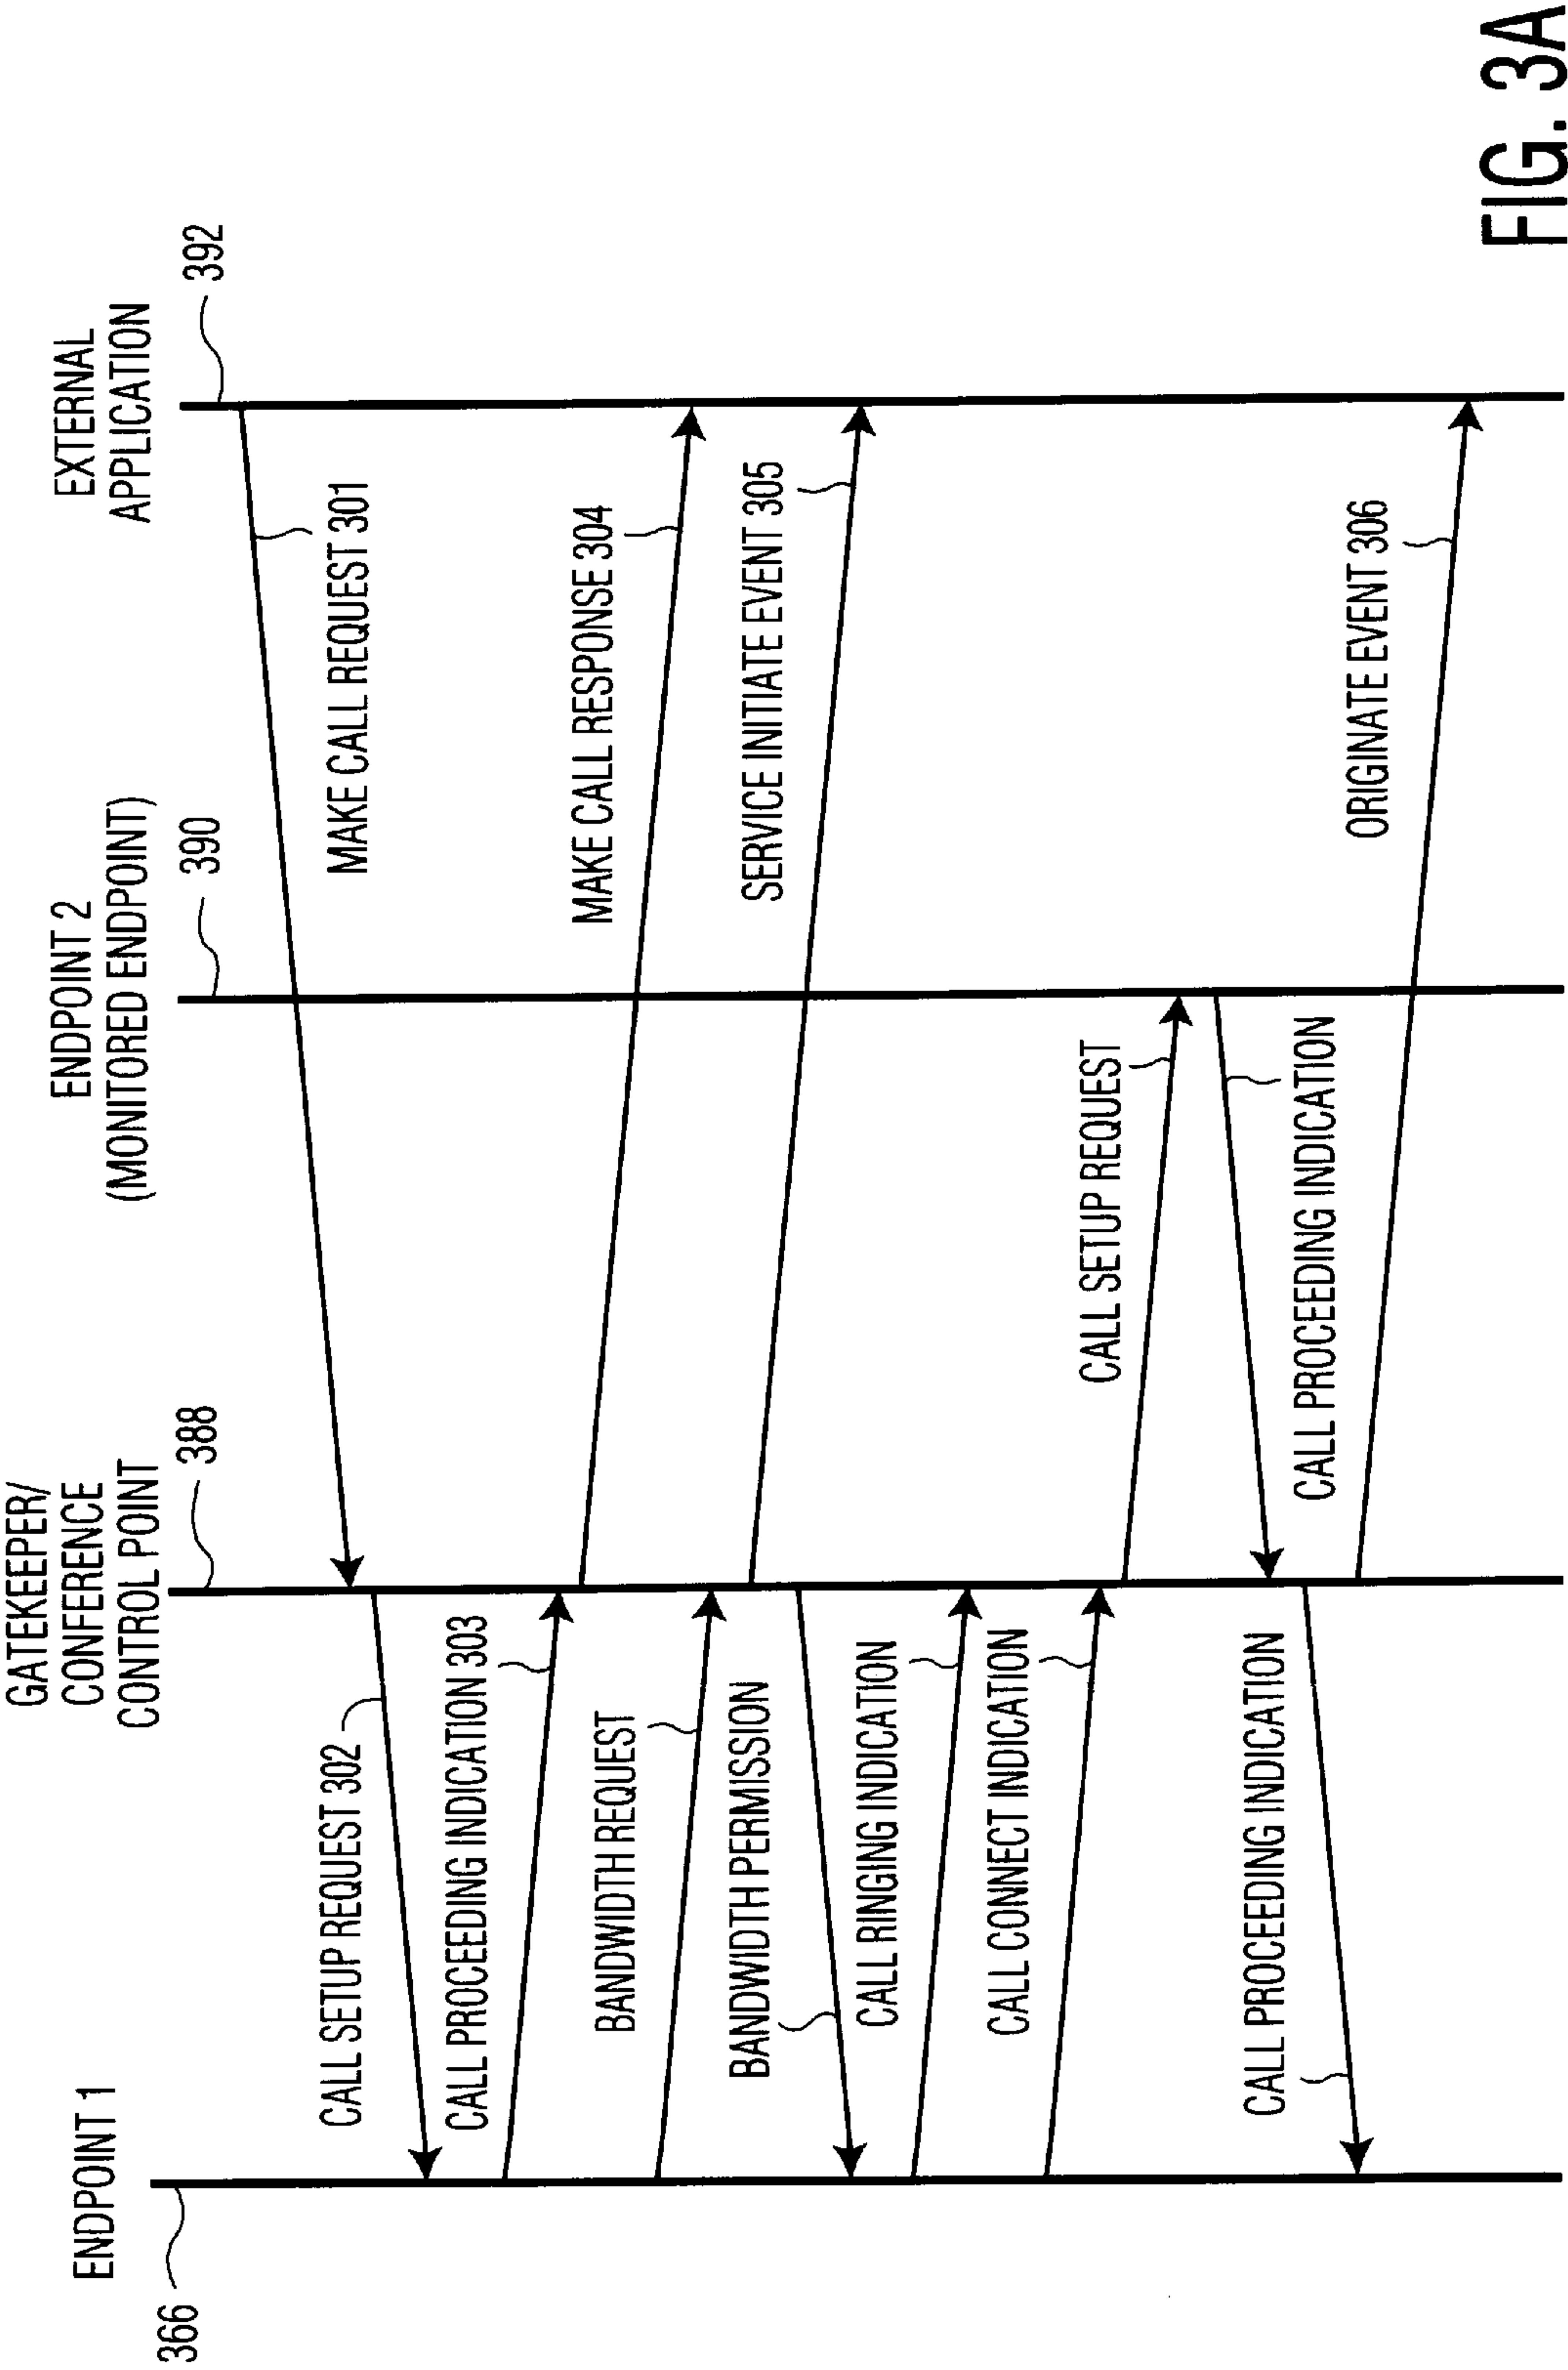 ENDPOINT 1
366
GATEKEEPER/
CONFERENCE
CONTROL POINT
388
ENDPOINT 2
(MONITORED ENDPOINT)
390
EXTERNAL
APPLICATION
392
MAKE CALL REQUEST 301
CALL SETUP REQUEST 302
CALL PROCEEDING INDICATION 303
MAKE CALL RESPONSE 304
BANDWIDTH REQUEST
SERVICE INITIATE EVENT 305
BANDWIDTH PERMISSION
CALL RINGING INDICATION
CALL CONNECT INDICATION
CALL SETUP REQUEST
CALL PROCEEDING INDICATION
CALL PROCEEDING INDICATION
ORIGINATE EVENT 306
FIG. 3A